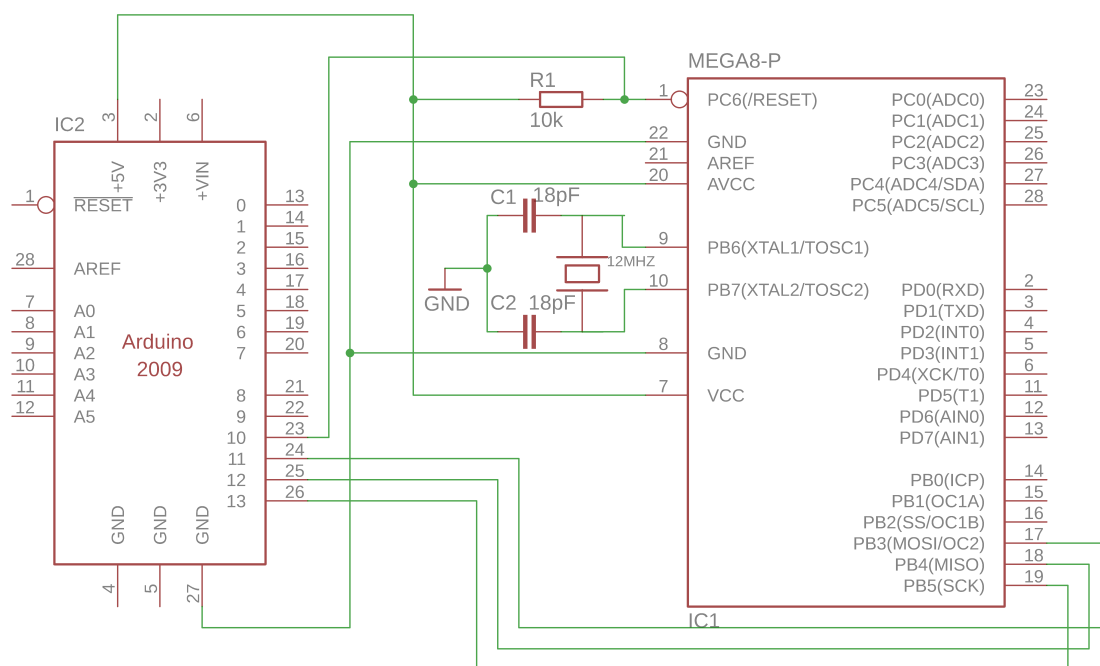 MEGA8-P
IC2
3
2
6
+5V
+3V3
+VIN
1
RESET
28
AREF
7
A0
8
A1
9
A2
10
A3
11
A4
12
A5
Arduino
2009
0
13
1
14
2
15
3
16
4
17
5
18
6
19
7
20
8
21
9
22
10
23
11
24
12
25
13
26
GND
GND
GND
4
5
27
R1
10k
C1
18pF
12MHZ
GND
C2
18pF
1
PC6(/RESET)
22
GND
21
AREF
20
AVCC
9
PB6(XTAL1/TOSC1)
10
PB7(XTAL2/TOSC2)
8
GND
7
VCC
PC0(ADC0)
23
PC1(ADC1)
24
PC2(ADC2)
25
PC3(ADC3)
26
PC4(ADC4/SDA)
27
PC5(ADC5/SCL)
28
PD0(RXD)
2
PD1(TXD)
3
PD2(INT0)
4
PD3(INT1)
5
PD4(XCK/T0)
6
PD5(T1)
11
PD6(AIN0)
12
PD7(AIN1)
13
PB0(ICP)
14
PB1(OC1A)
15
PB2(SS/OC1B)
16
PB3(MOSI/OC2)
17
PB4(MISO)
18
PB5(SCK)
19
IC1